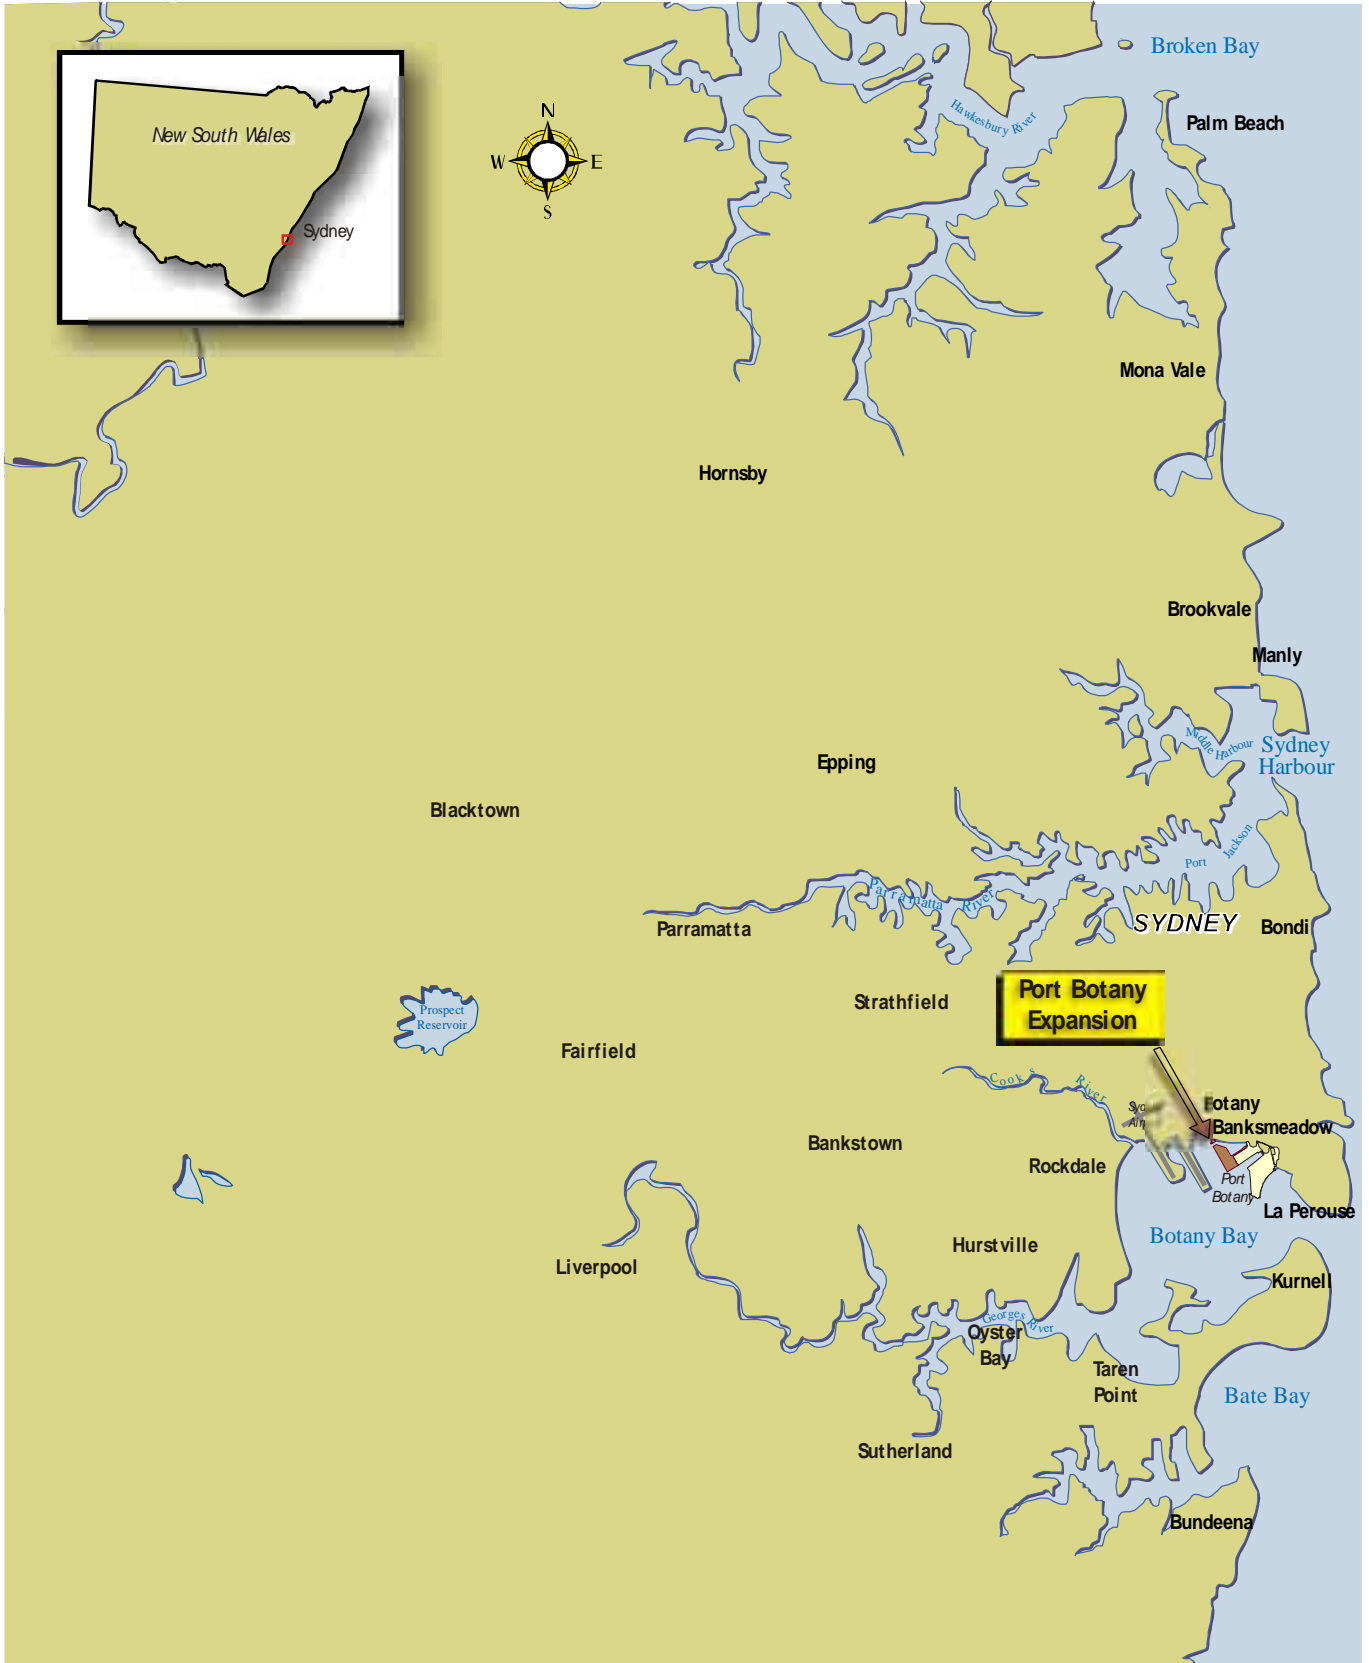 Broken Bay
N
W
E
S
New South Wales
Sydney
Hawkesbury River
Palm Beach
Mona Vale
Hornsby
Brookvale
Manly
Middle Harbour
Sydney
Harbour
Epping
Blacktown
Port Jackson
Parramatta River
SYDNEY
Bondi
Parramatta
Port Botany
Expansion
Strathfield
Prospect
Reservoir
Fairfield
Cooks River
Botany
Banksmeadow
Bankstown
Rockdale
Port
Botany
La Perouse
Botany Bay
Hurstville
Liverpool
Kurnell
Georges River
Oyster
Bay
Taren
Point
Bate Bay
Sutherland
Bundeena